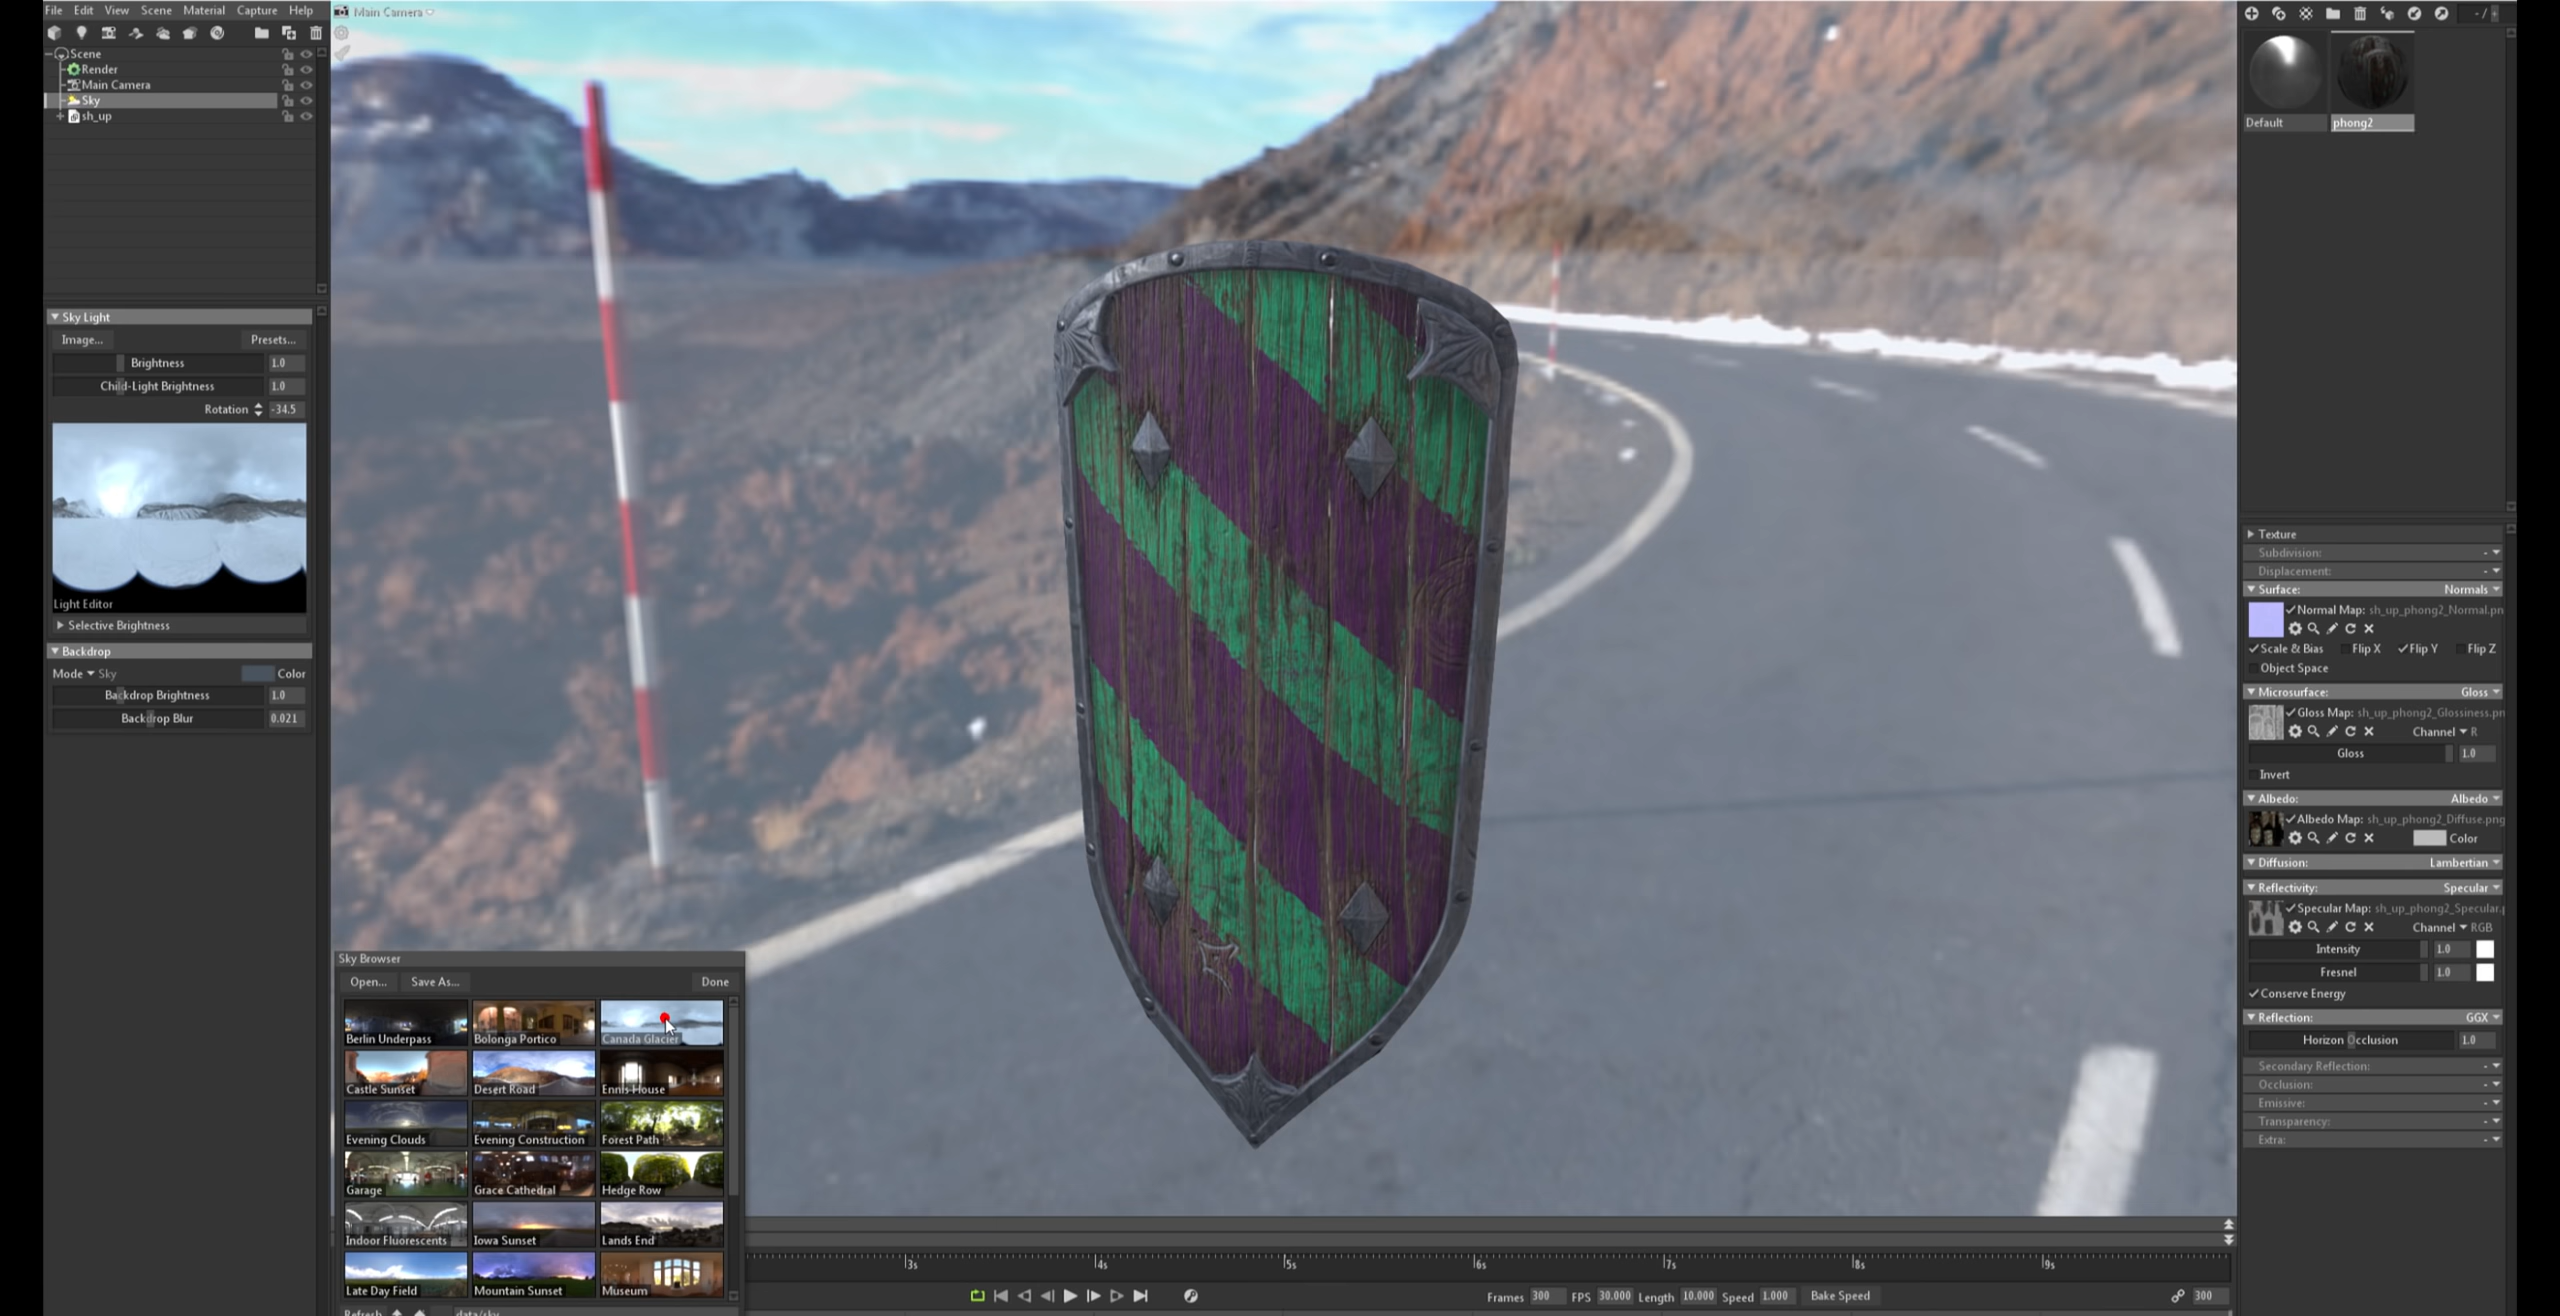 File Edit View Scene Material Capture Help
Main Camera
Scene
Render
Main Camera
Sky
sh_up
Sky Light
Image... Presets...
Brightness 1.0
Child-Light Brightness 1.0
Rotation -34.5
Light Editor
Selective Brightness
Backdrop
Mode Sky Color
Backdrop Brightness 1.0
Backdrop Blur 0.021
Sky Browser
Open... Save As... Done
Berlin Underpass Bolonga Portico Canada Glacier
Castle Sunset Desert Road Ennis House
Evening Clouds Evening Construction Forest Path
Garage Grace Cathedral Hedge Row
Indoor Fluorescents Iowa Sunset Lands End
Late Day Field Mountain Sunset Museum
Refresh data/sky
3s 4s 5s 6s 7s 8s 9s
Frames 300 FPS 30.000 Length 10.000 Speed 1.000 Bake Speed 300
- /
Default phong2
Texture
Subdivision: -
Displacement: -
Surface: Normals
Normal Map: sh_up_phong2_Normal.pn
Scale & Bias Flip X Flip Y Flip Z
Object Space
Microsurface: Gloss
Gloss Map: sh_up_phong2_Glossiness.pn
Channel R
Gloss 1.0
Invert
Albedo: Albedo
Albedo Map: sh_up_phong2_Diffuse.png
Color
Diffusion: Lambertian
Reflectivity: Specular
Specular Map: sh_up_phong2_Specular.p
Channel RGB
Intensity 1.0
Fresnel 1.0
Conserve Energy
Reflection: GGX
Horizon Occlusion 1.0
Secondary Reflection: -
Occlusion: -
Emissive: -
Transparency: -
Extra: -